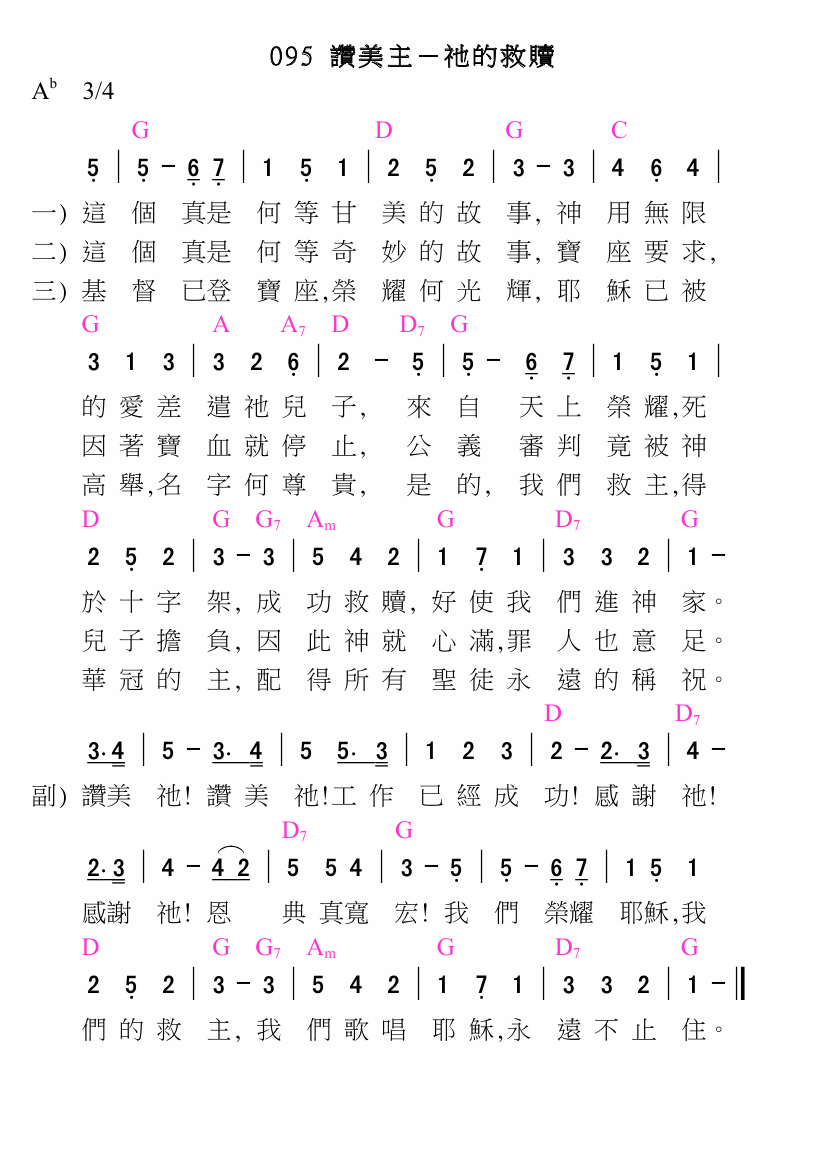 095 讚美主－祂的救贖
A♭ 3/4
G D G C
5 | 5 - 6 7 | 1 5 1 | 2 5 2 | 3 - 3 | 4 6 4 |
一) 這 個 真是 何 等 甘 美 的 故 事, 神 用 無 限
二) 這 個 真是 何 等 奇 妙 的 故 事, 寶 座 要 求,
三) 基 督 已登 寶 座,榮 耀 何 光 輝, 耶 穌 已 被
G A A7 D D7 G
3 1 3 | 3 2 6 | 2 - 5 | 5 - 6 7 | 1 5 1 |
的 愛 差 遣 祂 兒 子, 來 自 天 上 榮 耀,死
因 著 寶 血 就 停 止, 公 義 審 判 竟 被 神
高 舉,名 字 何 尊 貴, 是 的, 我 們 救 主,得
D G G7 Am G D7 G
2 5 2 | 3 - 3 | 5 4 2 | 1 7 1 | 3 3 2 | 1 -
於 十 字 架, 成 功 救 贖, 好 使 我 們 進 神 家。
兒 子 擔 負, 因 此 神 就 心 滿,罪 人 也 意 足。
華 冠 的 主, 配 得 所 有 聖 徒 永 遠 的 稱 祝。
D D7
3. 4 | 5 - 3. 4 | 5 5. 3 | 1 2 3 | 2 - 2. 3 | 4 -
副) 讚美 祂! 讚 美 祂!工 作 已 經 成 功! 感 謝 祂!
D7 G
2. 3 | 4 - 4 2 | 5 5 4 | 3 - 5 | 5 - 6 7 | 1 5 1
感謝 祂! 恩 典 真寬 宏! 我 們 榮耀 耶穌,我
D G G7 Am G D7 G
2 5 2 | 3 - 3 | 5 4 2 | 1 7 1 | 3 3 2 | 1 - ‖
們 的 救 主, 我 們 歌 唱 耶 穌,永 遠 不 止 住。